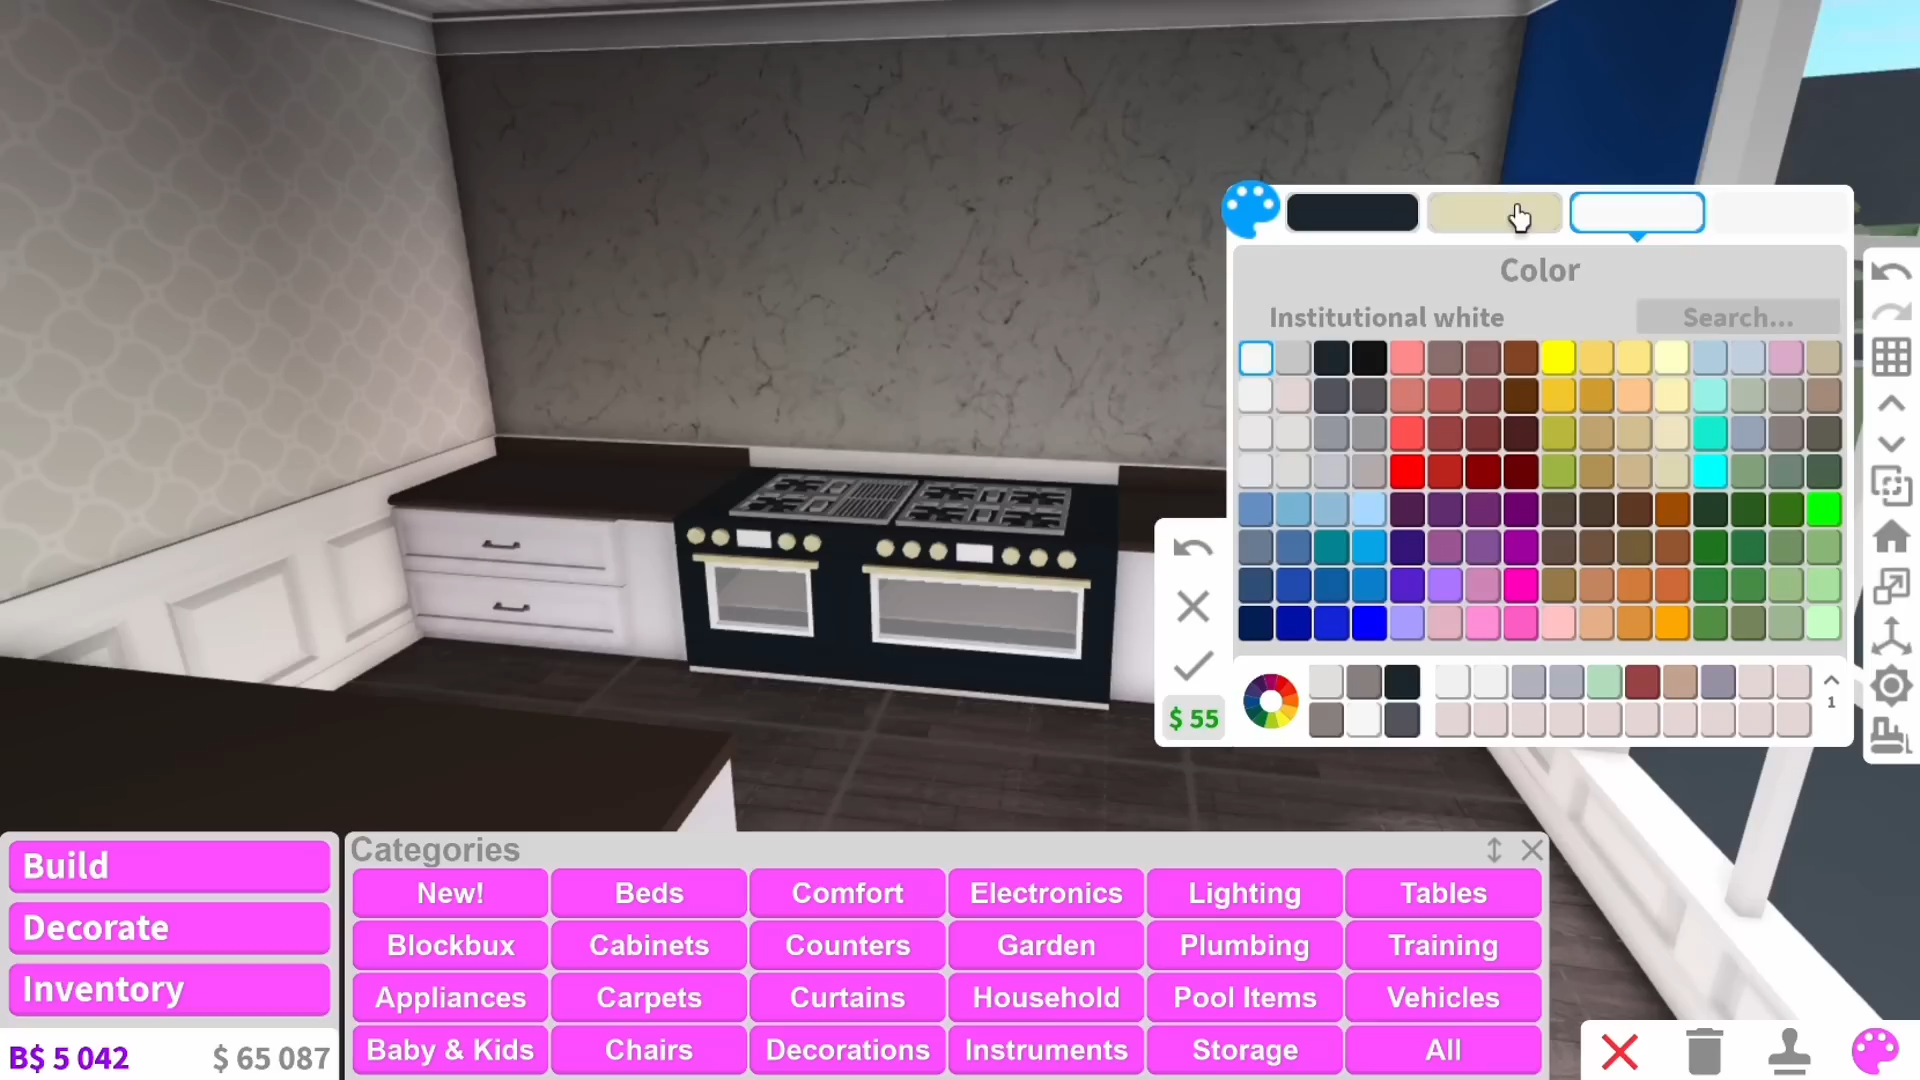 Color
Institutional white
Search...
$ 55
1
Build
Decorate
Inventory
B$ 5 042
$ 65 087
Categories
New!
Beds
Comfort
Electronics
Lighting
Tables
Blockbux
Cabinets
Counters
Garden
Plumbing
Training
Appliances
Carpets
Curtains
Household
Pool Items
Vehicles
Baby & Kids
Chairs
Decorations
Instruments
Storage
All